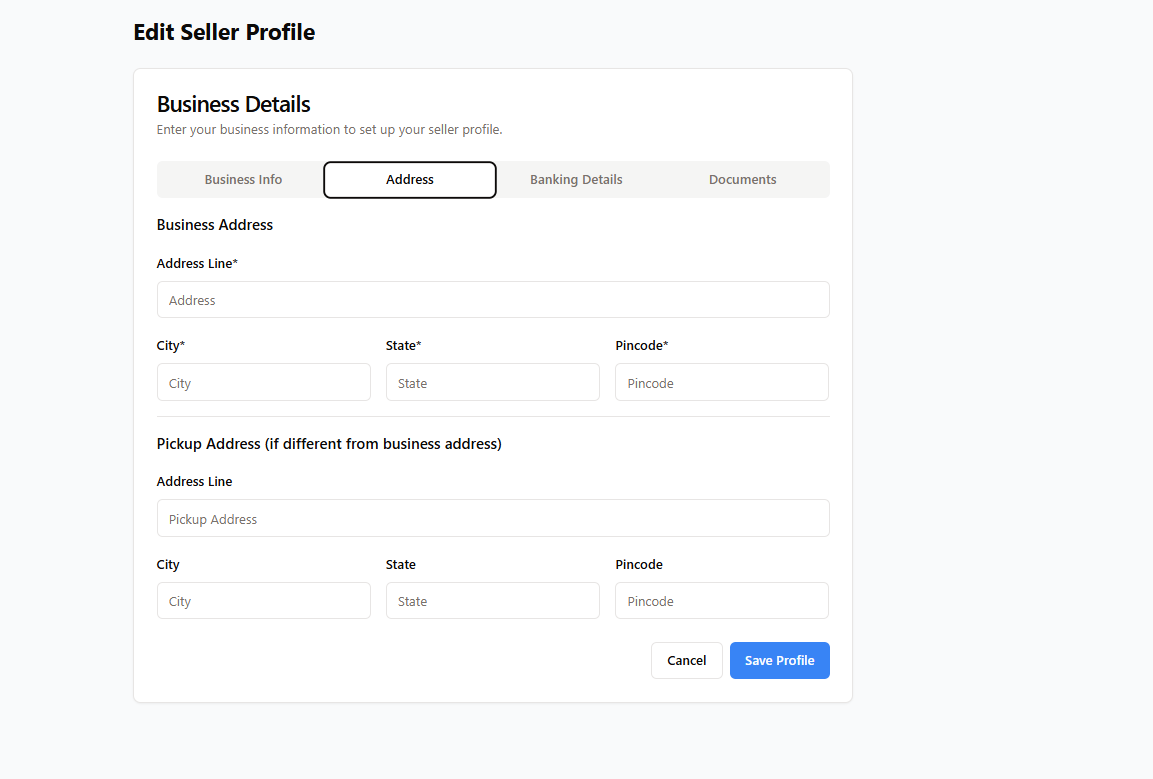 Edit Seller Profile
Business Details
Enter your business information to set up your seller profile.
Business Info Address Banking Details Documents
Business Address
Address Line*
Address
City* State* Pincode*
City State Pincode
Pickup Address (if different from business address)
Address Line
Pickup Address
City State Pincode
City State Pincode
Cancel Save Profile